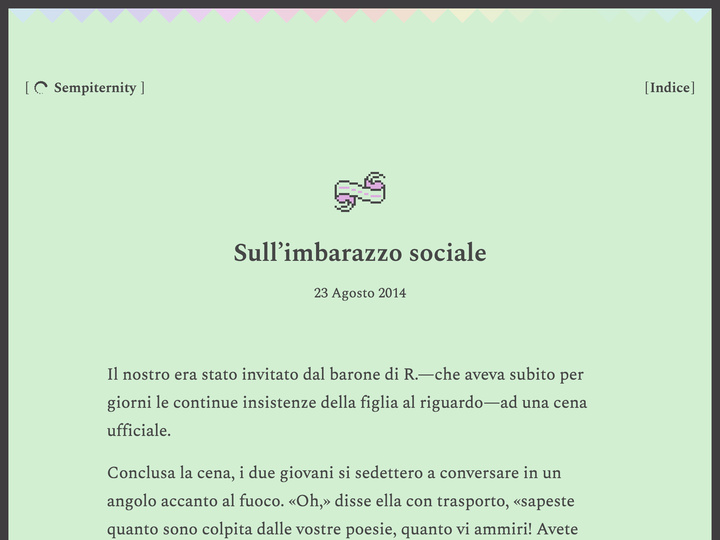 [ Sempiternity ]
[Indice]
Sull’imbarazzo sociale
23 Agosto 2014
Il nostro era stato invitato dal barone di R.—che aveva subito per
giorni le continue insistenze della figlia al riguardo—ad una cena
ufficiale.
Conclusa la cena, i due giovani si sedettero a conversare in un
angolo accanto al fuoco. «Oh,» disse ella con trasporto, «sapeste
quanto sono colpita dalle vostre poesie, quanto vi ammiri! Avete